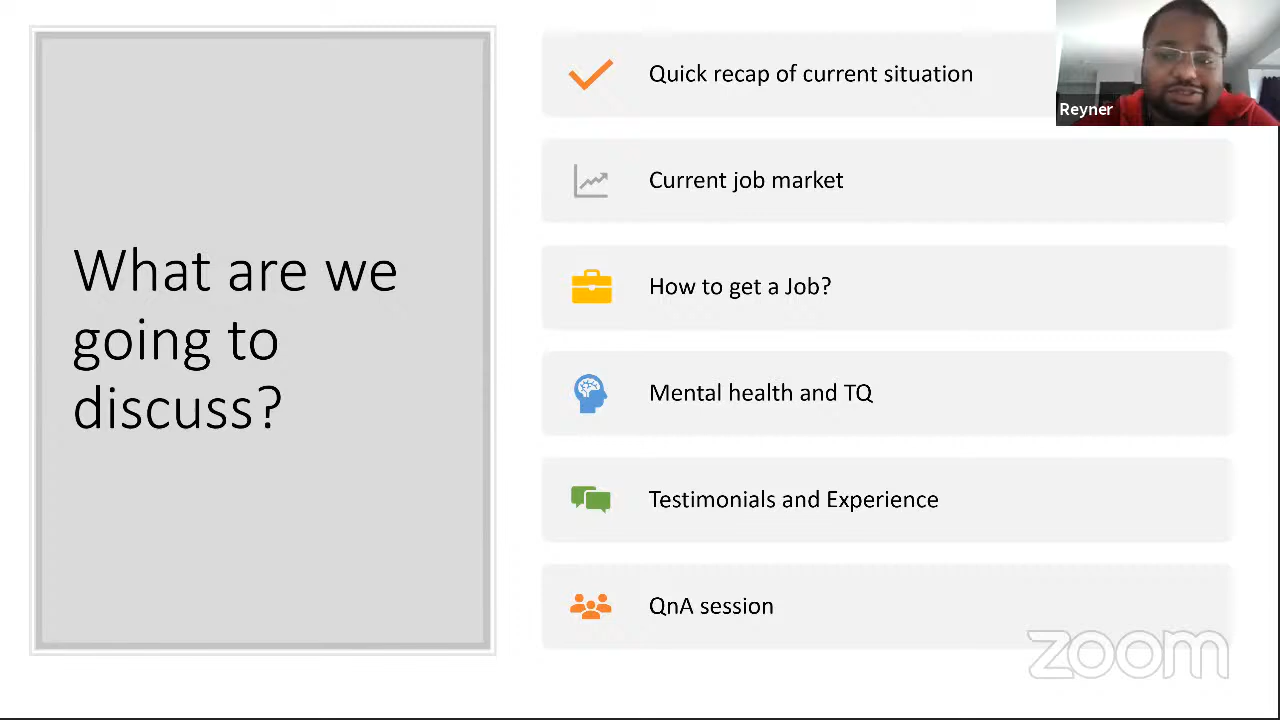 What are we
going to
discuss?
Quick recap of current situation
Current job market
How to get a Job?
Mental health and TQ
Testimonials and Experience
QnA session
Reyner
zoom